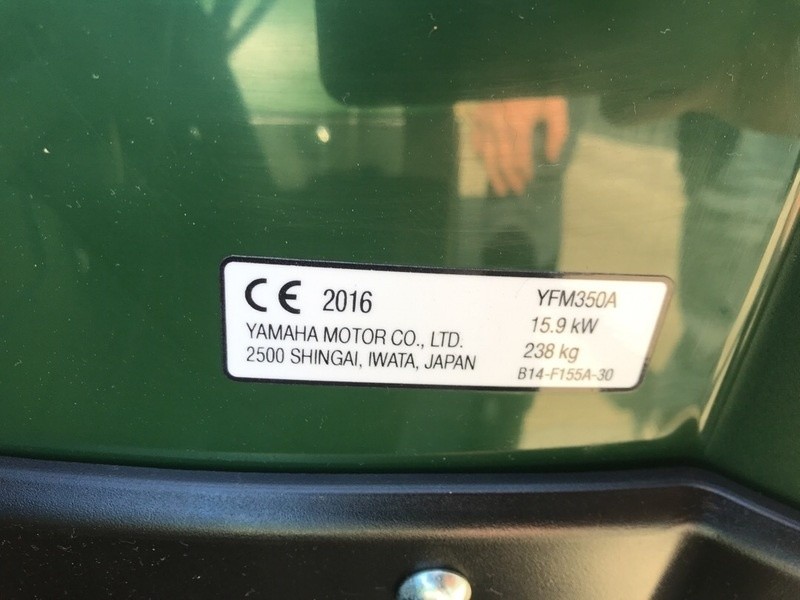 CE 2016
YAMAHA MOTOR CO., LTD.
2500 SHINGAI, IWATA, JAPAN
YFM350A
15.9 kW
238 kg
B14-F155A-30